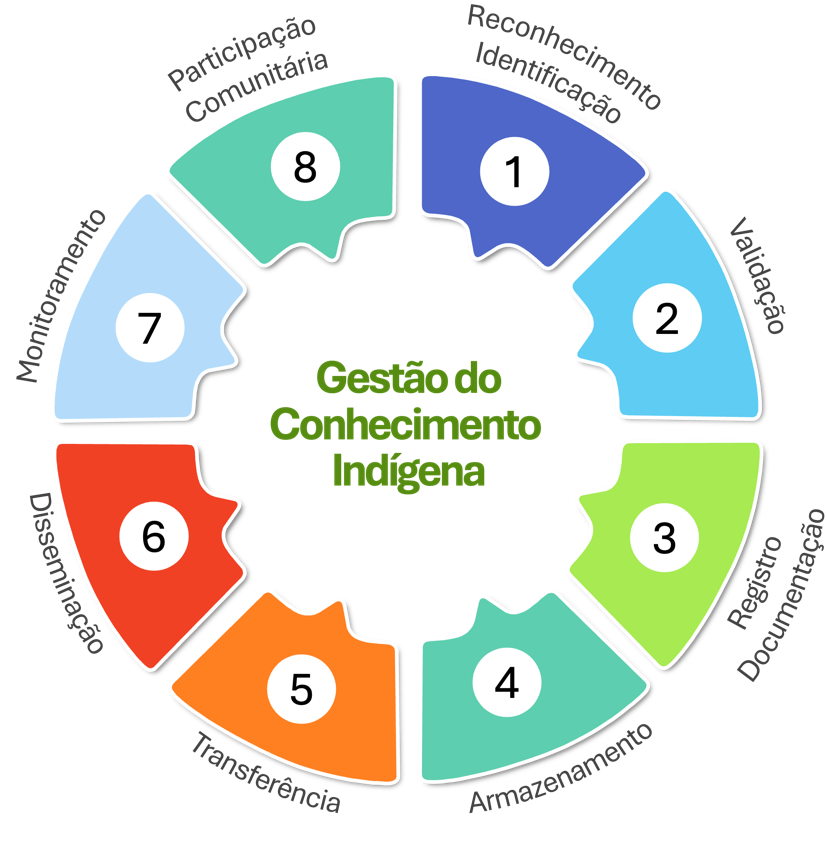 Gestão do
Conhecimento
Indígena
1
Reconhecimento
Identificação
2
Validação
3
Registro
Documentação
4
Armazenamento
5
Transferência
6
Disseminação
7
Monitoramento
8
Participação
Comunitária